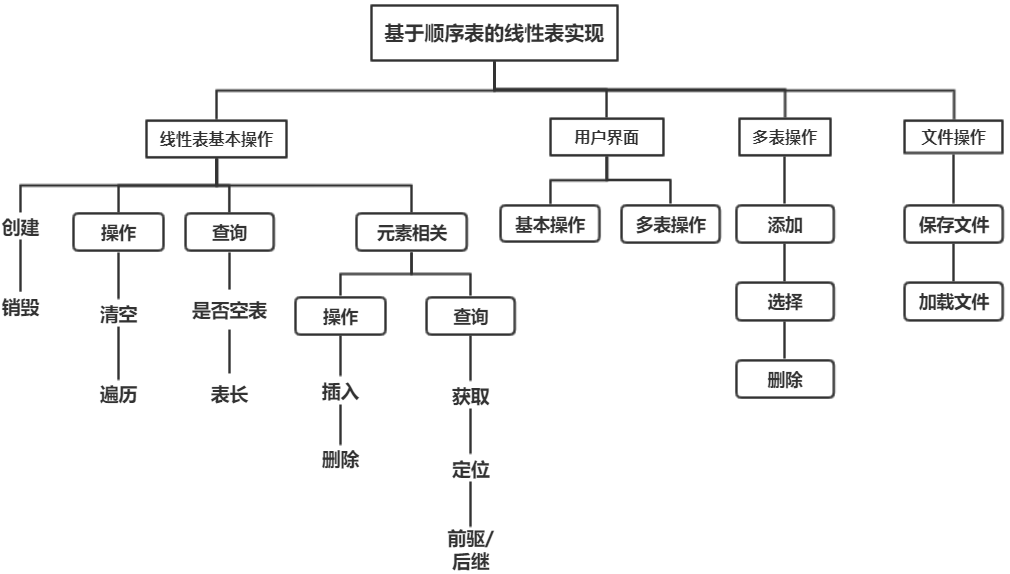 基于顺序表的线性表实现
线性表基本操作
用户界面
多表操作
文件操作
创建
操作
查询
元素相关
基本操作
多表操作
添加
保存文件
销毁
清空
是否空表
操作
查询
选择
加载文件
遍历
表长
插入
获取
删除
删除
定位
前驱/
后继